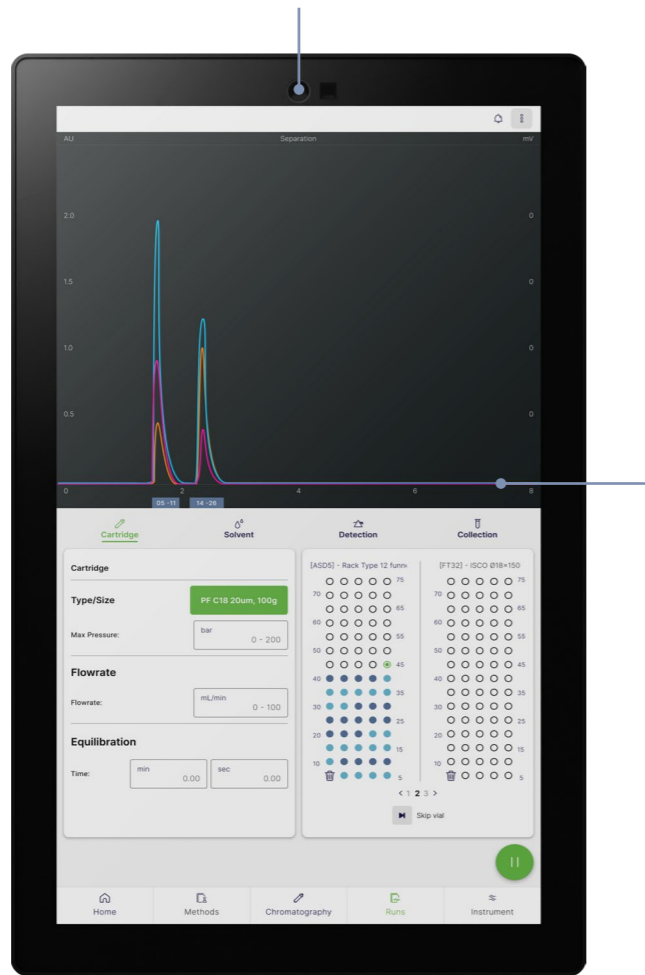 AU Separation mV
2.0 0
1.5 0
1.0 0
0.5 0
0 2 4 6 8
05 -11 14 -26
Cartridge Solvent Detection Collection
Cartridge
Type/Size PF C18 20um, 100g
Max Pressure: bar 0 - 200
Flowrate
Flowrate: mL/min 0 - 100
Equilibration
Time: min 0.00 sec 0.00
[ASD5] - Rack Type 12 funne [FT32] - ISCO Ø18x150
75 75
70 70
65 65
60 60
55 55
50 50
45 45
40 40
35 35
30 30
25 25
20 20
15 15
10 10
5 5
< 1 2 3 >
Skip vial
Home Methods Chromatography Runs Instrument